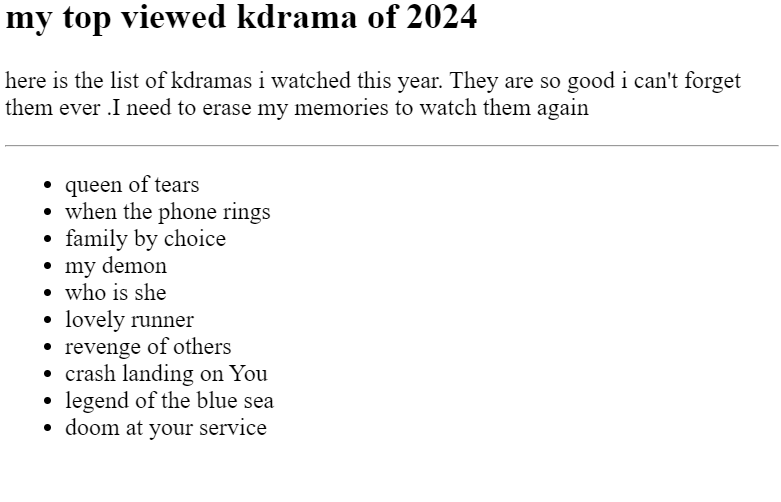 my top viewed kdrama of 2024
here is the list of kdramas i watched this year. They are so good i can't forget
them ever .I need to erase my memories to watch them again
queen of tears
when the phone rings
family by choice
my demon
who is she
lovely runner
revenge of others
crash landing on You
legend of the blue sea
doom at your service